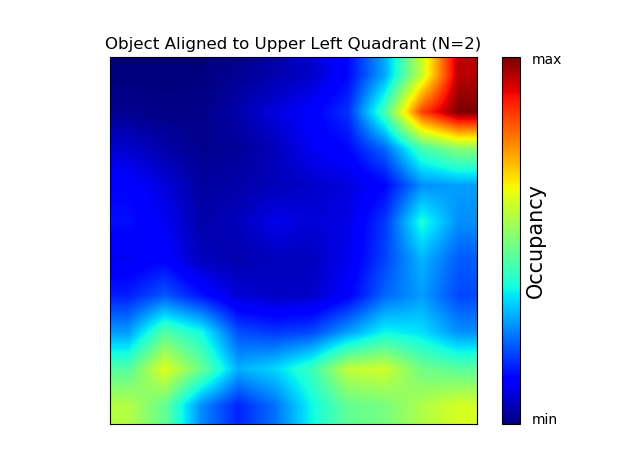 Object Aligned to Upper Left Quadrant (N=2)
max
Occupancy
min